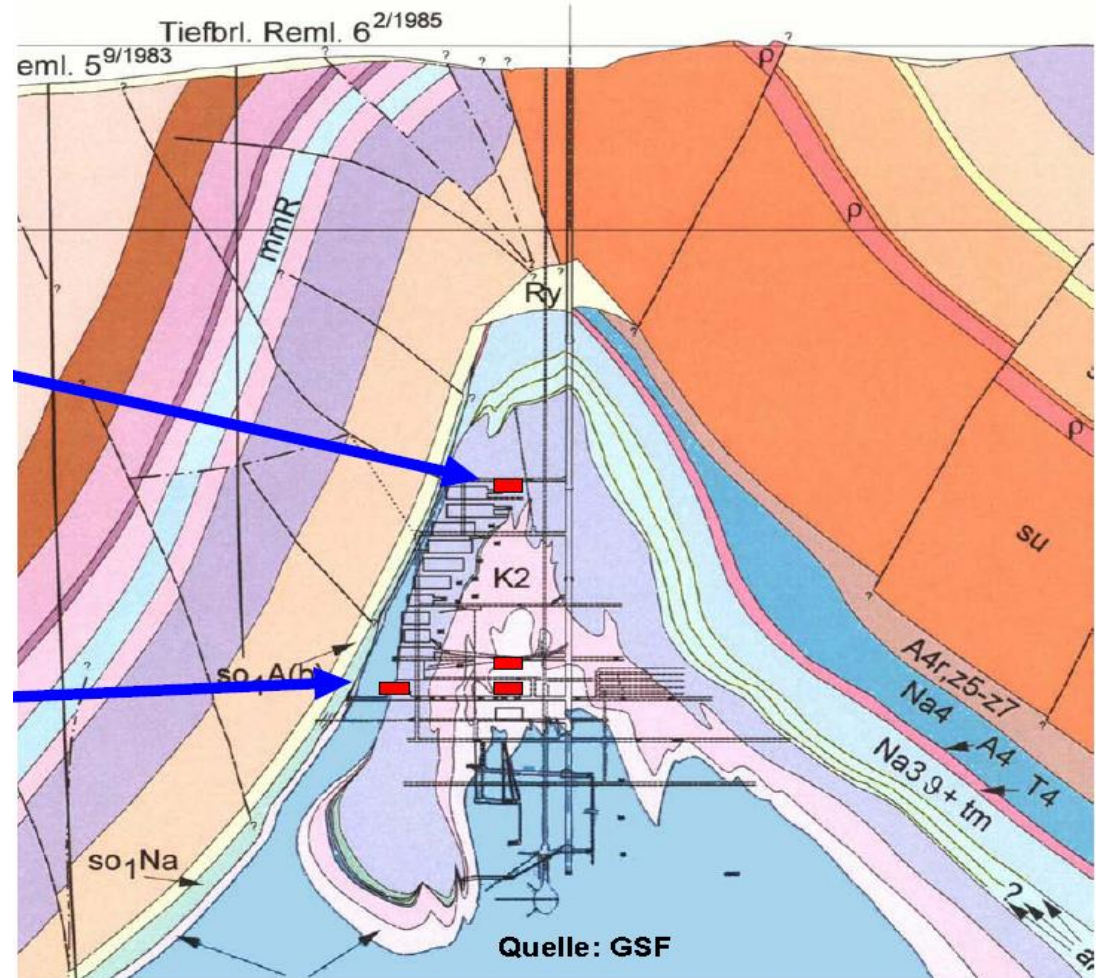 Tiefbrl. Reml. 6 2/1985
eml. 5 9/1983
ρ
mmR
ρ
Ry
ρ
su
K2
so1A(b)
A4r,z5-z7
Na4
A4
T4
Na3 ϑ+ tm
so1Na
?
Quelle: GSF